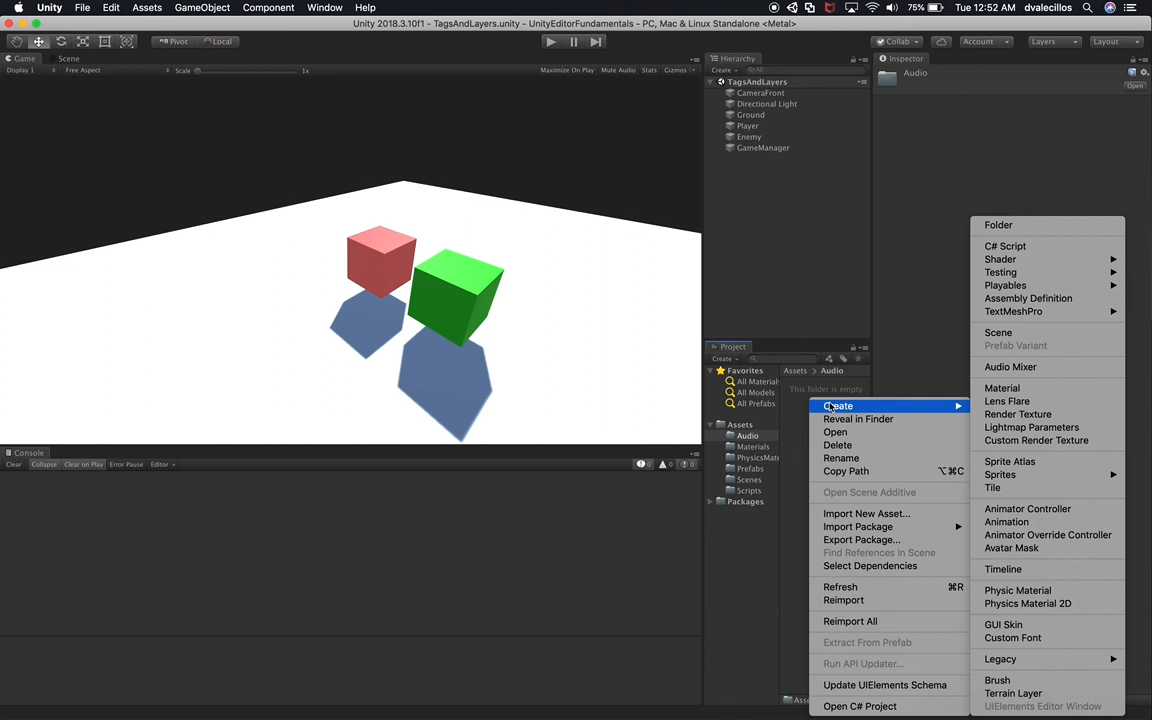 Unity File Edit Assets GameObject Component Window Help 75% Tue 12:52 AM dvalecillos
Unity 2018.3.10f1 - TagsAndLayers.unity - UnityEditorFundamentals - PC, Mac & Linux Standalone <Metal>
Pivot Local Collab Account Layers Layout
Game Scene
Display 1 Free Aspect Scale 1x Maximize On Play Mute Audio Stats Gizmos
Hierarchy
Create All
TagsAndLayers
CameraFront
Directional Light
Ground
Player
Enemy
GameManager
Inspector
Audio
Open
Project
Create
Favorites
All Materials
All Models
All Prefabs
Assets
Audio
Materials
PhysicsMate
Prefabs
Scenes
Scripts
Packages
Assets > Audio
This folder is empty
Asse
Create
Reveal in Finder
Open
Delete
Rename
Copy Path ⌥⌘C
Open Scene Additive
Import New Asset...
Import Package
Export Package...
Find References In Scene
Select Dependencies
Refresh ⌘R
Reimport
Reimport All
Extract From Prefab
Run API Updater...
Update UIElements Schema
Open C# Project
Folder
C# Script
Shader
Testing
Playables
Assembly Definition
TextMeshPro
Scene
Prefab Variant
Audio Mixer
Material
Lens Flare
Render Texture
Lightmap Parameters
Custom Render Texture
Sprite Atlas
Sprites
Tile
Animator Controller
Animation
Animator Override Controller
Avatar Mask
Timeline
Physic Material
Physics Material 2D
GUI Skin
Custom Font
Legacy
Brush
Terrain Layer
UIElements Editor Window
Console
Clear Collapse Clear on Play Error Pause Editor 0 0 0